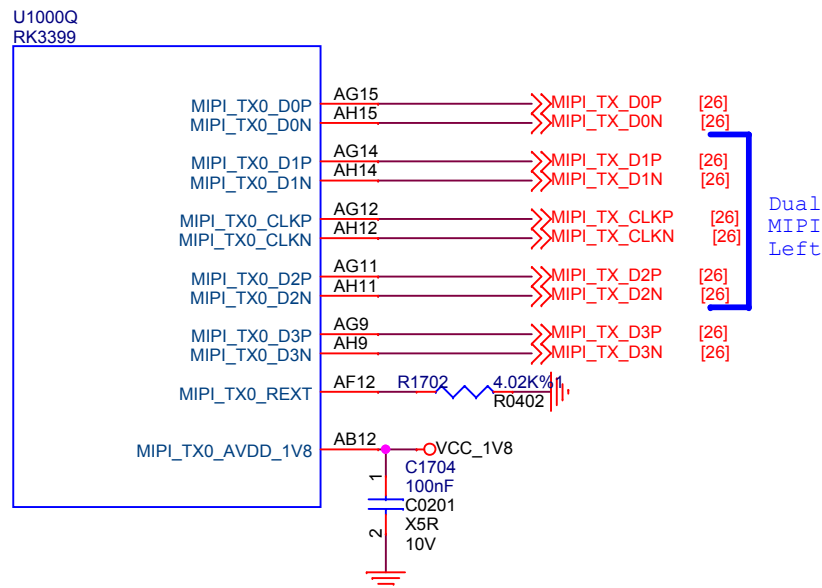 U1000Q
RK3399
MIPI_TX0_D0P AG15 MIPI_TX_D0P [26]
MIPI_TX0_D0N AH15 MIPI_TX_D0N [26]
MIPI_TX0_D1P AG14 MIPI_TX_D1P [26]
MIPI_TX0_D1N AH14 MIPI_TX_D1N [26]
MIPI_TX0_CLKP AG12 MIPI_TX_CLKP [26]
MIPI_TX0_CLKN AH12 MIPI_TX_CLKN [26]
MIPI_TX0_D2P AG11 MIPI_TX_D2P [26]
MIPI_TX0_D2N AH11 MIPI_TX_D2N [26]
MIPI_TX0_D3P AG9 MIPI_TX_D3P [26]
MIPI_TX0_D3N AH9 MIPI_TX_D3N [26]
Dual
MIPI
Left
MIPI_TX0_REXT AF12 R1702 4.02K%1
R0402
MIPI_TX0_AVDD_1V8 AB12 VCC_1V8
1
C1704
100nF
C0201
X5R
2
10V